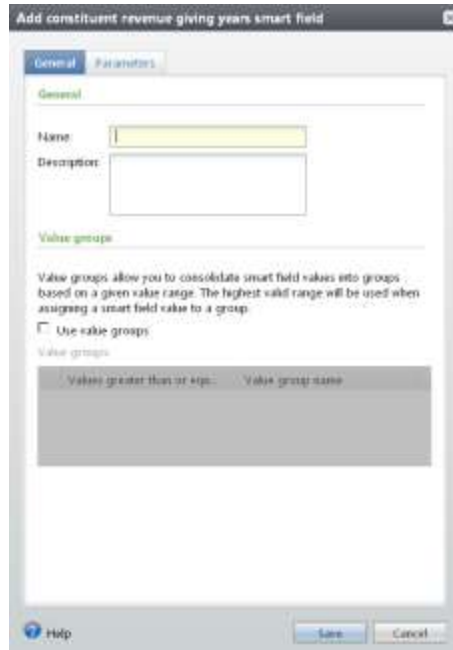 Add constituent revenue giving years smart field
General Parameters
General
Name:
Description:
Value groups
Value groups allow you to consolidate smart field values into groups
based on a given value range. The highest valid range will be used when
assigning a smart field value to a group.
Use value groups
Value groups:
Values greater than or equ... Value group name
Help Save Cancel